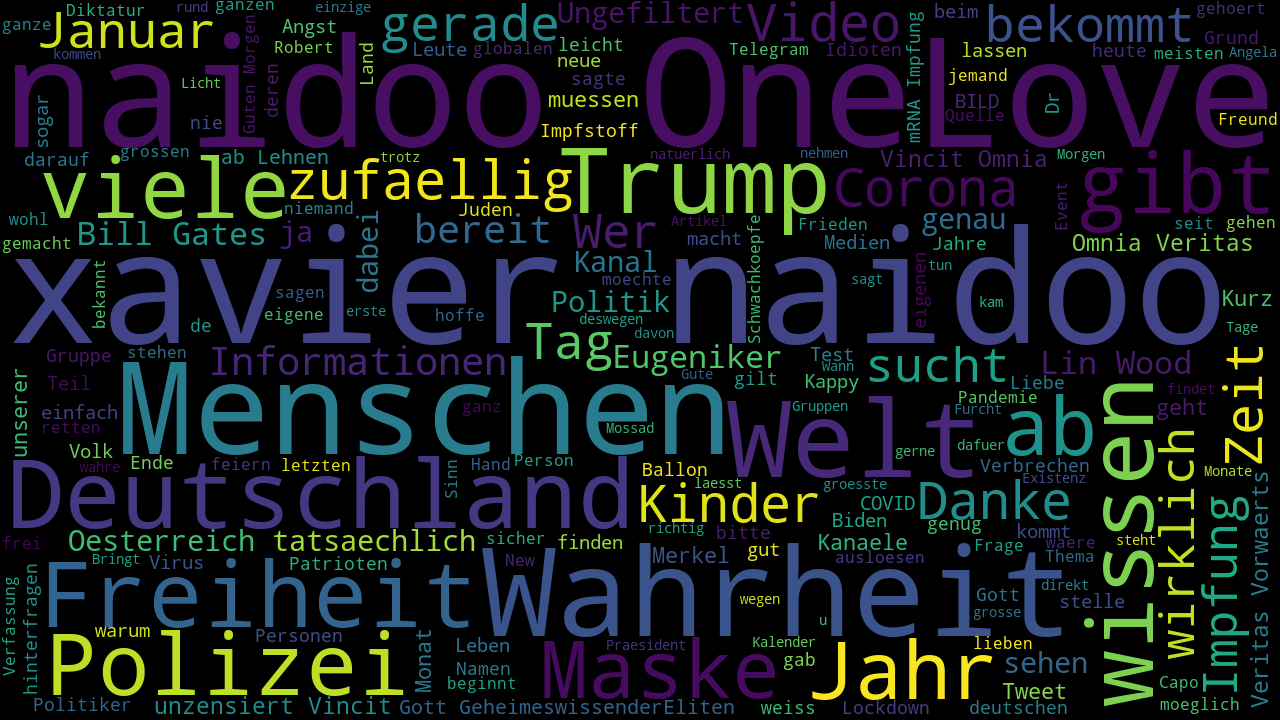 ganze Diktatur rund ganzen einzige
Januar Angst gerade Ungefiltert Video beim bekommt gehoert
kommen Robert Leute globalen leicht Telegram Idioten lassen heute meisten Grund Angela
naidoo OneLove
Licht Guten Morgen deren Land neue sagte mRNA Impfung jemand
sogar nie muessen BILD Quelle Dr Freund
Impfstoff
darauf grossen ab Lehnen trotz natuerlich nehmen Vincit Omnia Morgen
viele zufaellig Trump Corona gibt
wohl niemand Juden Artikel Frieden genau Event seit gehen
gemacht Bill Gates ja dabei bereit Wer macht Schwachkoepfe Medien Jahre Omnia Veritas
xavier naidoo
bekannt sagen Kanal moechte sagt eigenen tun
eigene erste hoffe Politik kam Kurz
de deswegen davon Tage
Gruppe stehen Informationen Tag Eugeniker Test wann sucht Lin Wood
Teil Menschen Gute gilt Kappy Liebe findet
unserer einfach ganz Gruppen Pandemie Furcht geht
retten Mossad Welt ab Wissen Zeit
Volk gerne dafuer
wahre Ende feiern letzten Sinn Hand Person Ballon laesst groesste Verbrechen Existenz Monate
Deutschland Kinder COVID Danke Wirklich
frei Oesterreich tatsaechlich sicher finden richtig bitte Biden genug kommt steht
Bringt Virus Patrioten New Merkel gut Kanaele Frage waere
Freiheit Wahrheit ausloesen Thema direkt
Verfassung hinterfragen wegen Gott stelle Impfung Veritas Vorwaerts
warum Personen u grosse
Polizei Monat Leben Praesident Kalender lieben
Namen Maske gab Jahr sehen
beginnt Tweet Capo
Politiker unzensiert Vincit Gott GeheimeswissenderEliten weiss Lockdown deutschen moeglich